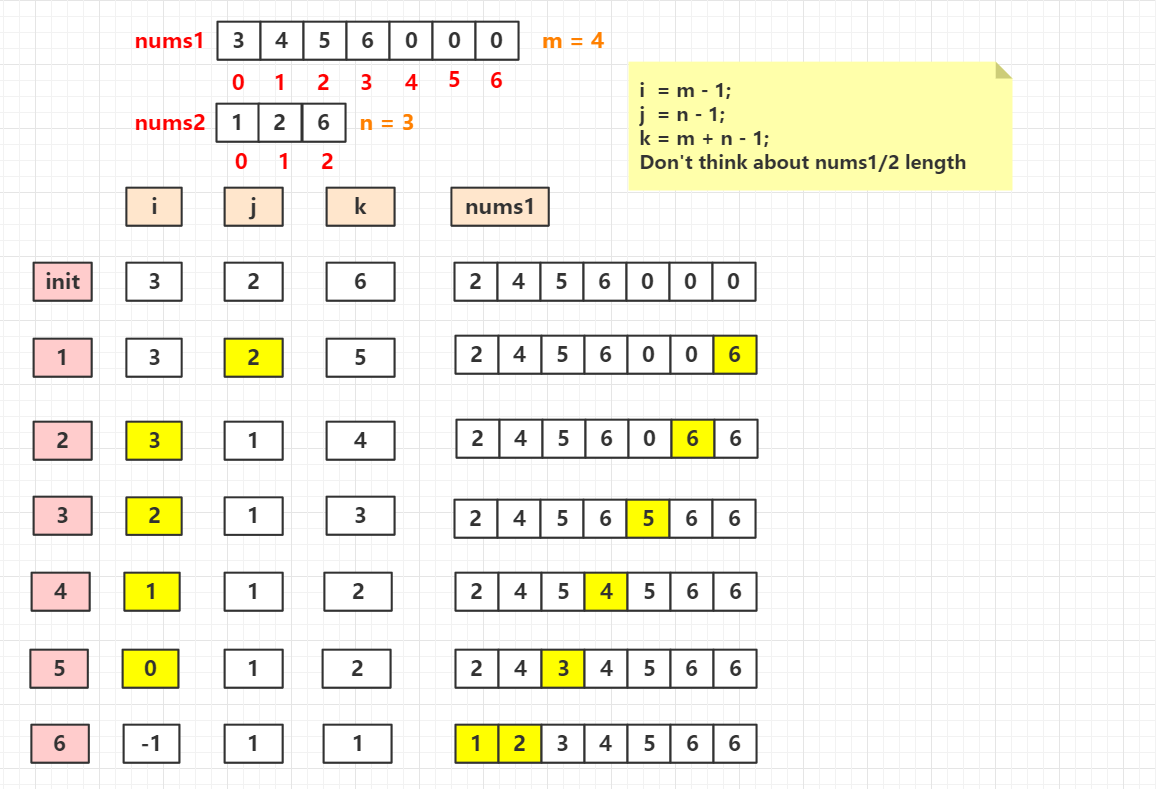 nums1 3 4 5 6 0 0 0 m = 4
0 1 2 3 4 5 6
nums2 1 2 6 n = 3
0 1 2
i = m - 1;
j = n - 1;
k = m + n - 1;
Don't think about nums1/2 length
i j k nums1
init 3 2 6 2 4 5 6 0 0 0
1 3 2 5 2 4 5 6 0 0 6
2 3 1 4 2 4 5 6 0 6 6
3 2 1 3 2 4 5 6 5 6 6
4 1 1 2 2 4 5 4 5 6 6
5 0 1 2 2 4 3 4 5 6 6
6 -1 1 1 1 2 3 4 5 6 6